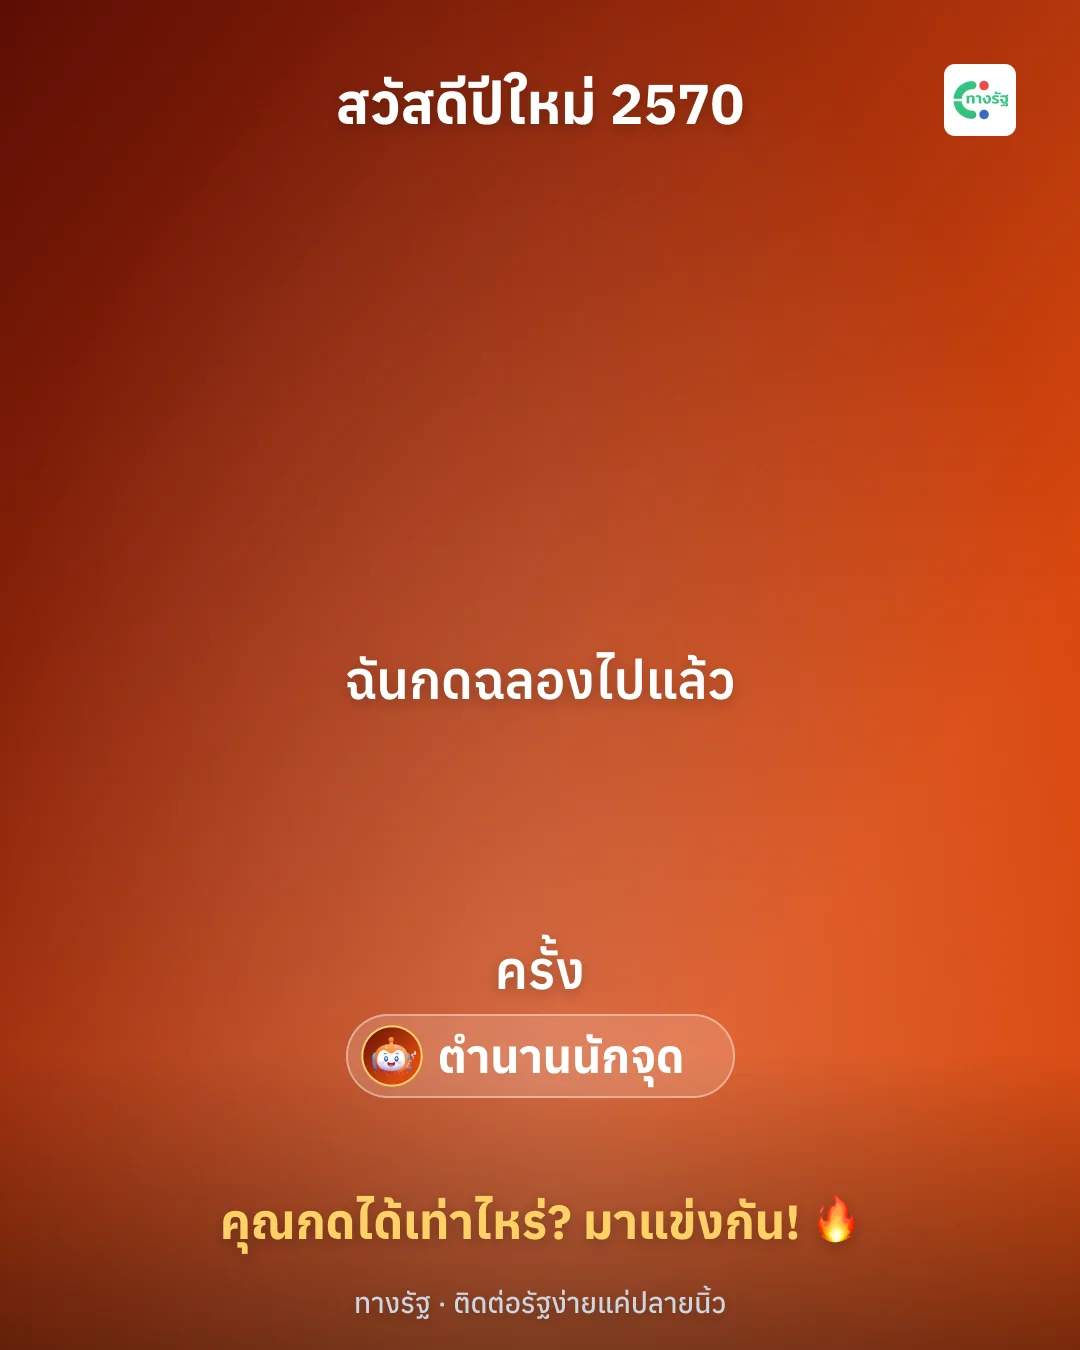 สวัสดีปีใหม่ 2570
ทางรัฐ
ฉันกดฉลองไปแล้ว
ครั้ง
ตำนานนักจุด
คุณกดได้เท่าไหร่? มาแข่งกัน! 🔥
ทางรัฐ · ติดต่อรัฐง่ายแค่ปลายนิ้ว